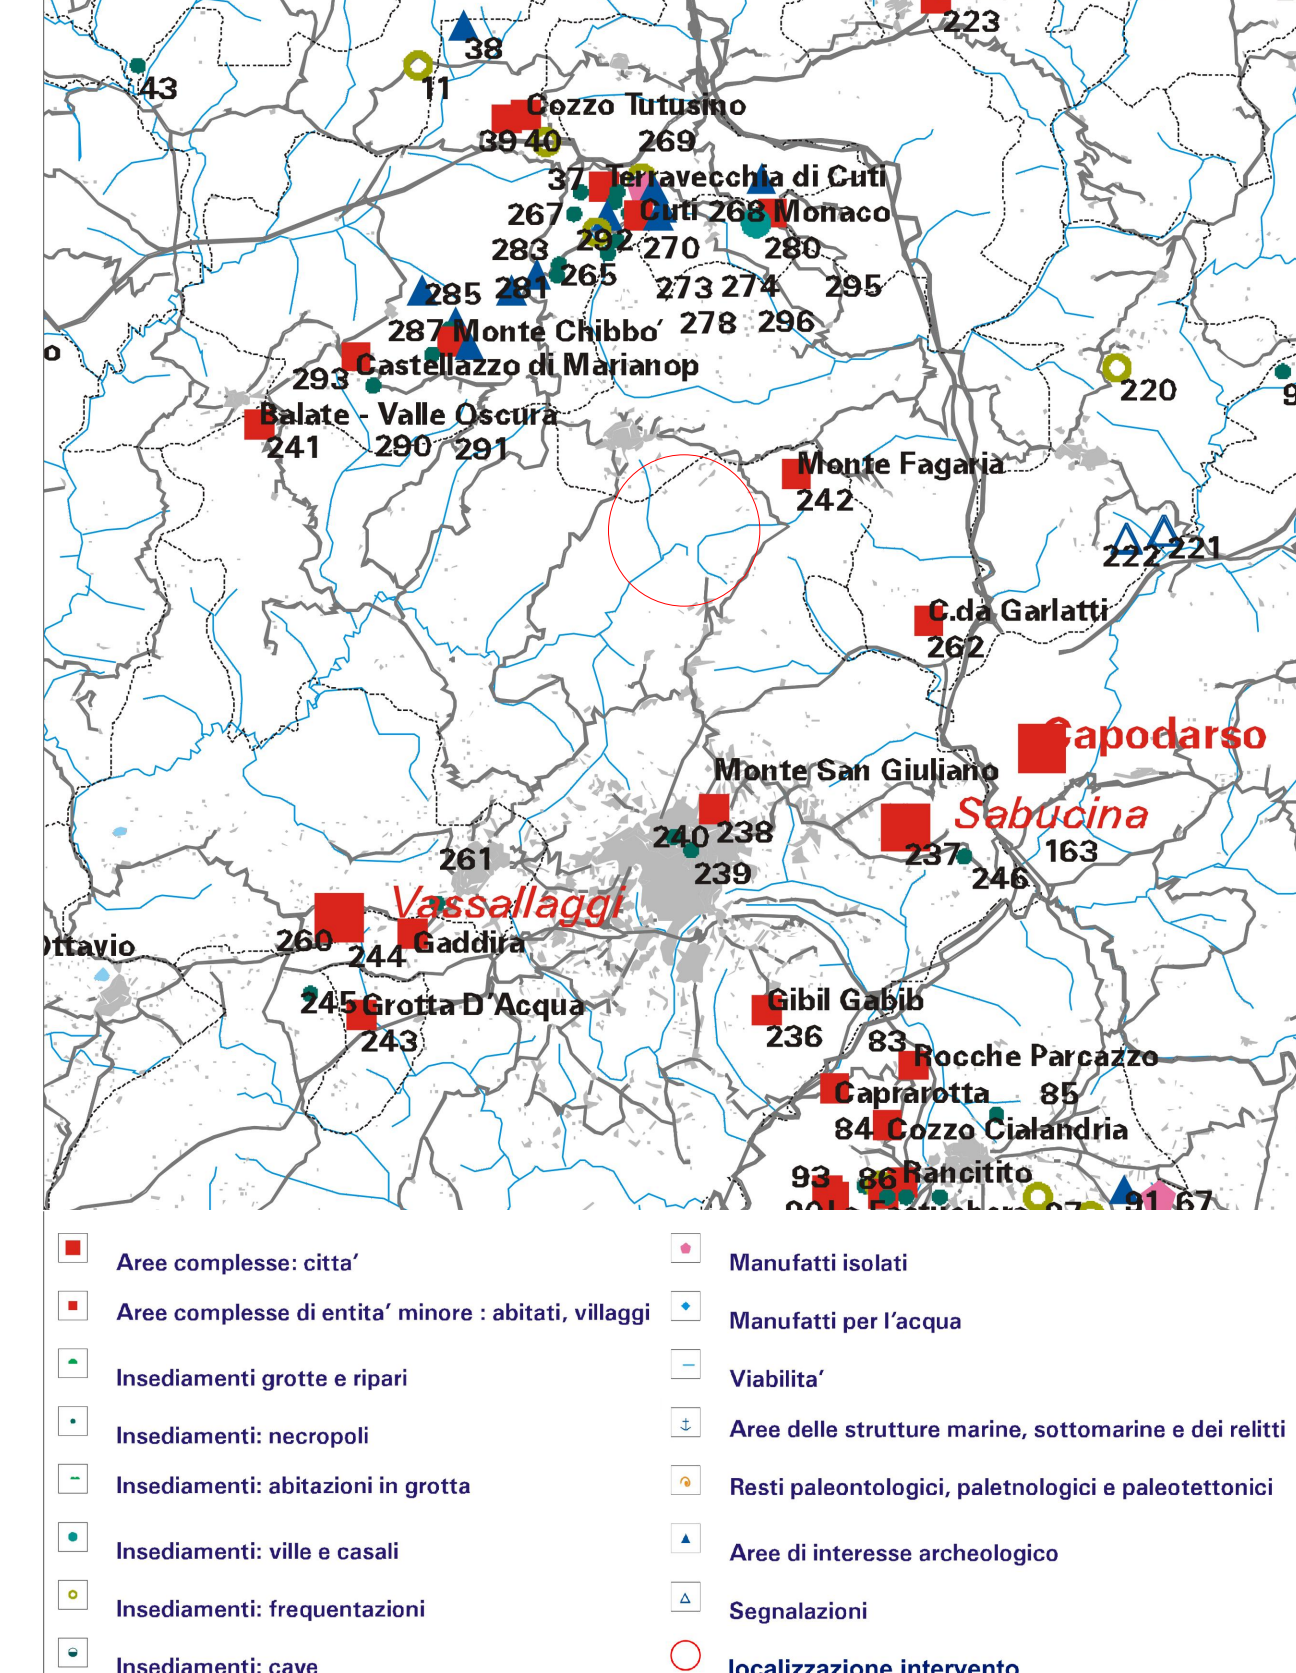 223
38
43
11
Cozzo Tutusino
39 40
269
37 Terravecchia di Cuti
267
Cuti 268 Monaco
283
292
270
280
265
285
281
273 274
295
278
296
287 Monte Chibbo'
293 Castellazzo di Marianop
o
220
9
Balate - Valle Oscura
241
290
291
Monte Fagaria
242
222
221
C.da Garlatti
262
Capodarso
Monte San Giuliano
Sabucina
240
238
239
237
163
246
261
Vassallaggi
260
244
Gaddira
ttavio
245 Grotta D'Acqua
243
Gibil Gabib
236
83
Rocche Parcazzo
Caprarotta
85
84 Cozzo Cialandria
93
86 Rancitito
91 67
Aree complesse: citta'
Aree complesse di entita' minore : abitati, villaggi
Insediamenti grotte e ripari
Insediamenti: necropoli
Insediamenti: abitazioni in grotta
Insediamenti: ville e casali
Insediamenti: frequentazioni
Insediamenti: cave
Manufatti isolati
Manufatti per l'acqua
Viabilita'
Aree delle strutture marine, sottomarine e dei relitti
Resti paleontologici, paletnologici e paleotettonici
Aree di interesse archeologico
Segnalazioni
localizzazione intervento